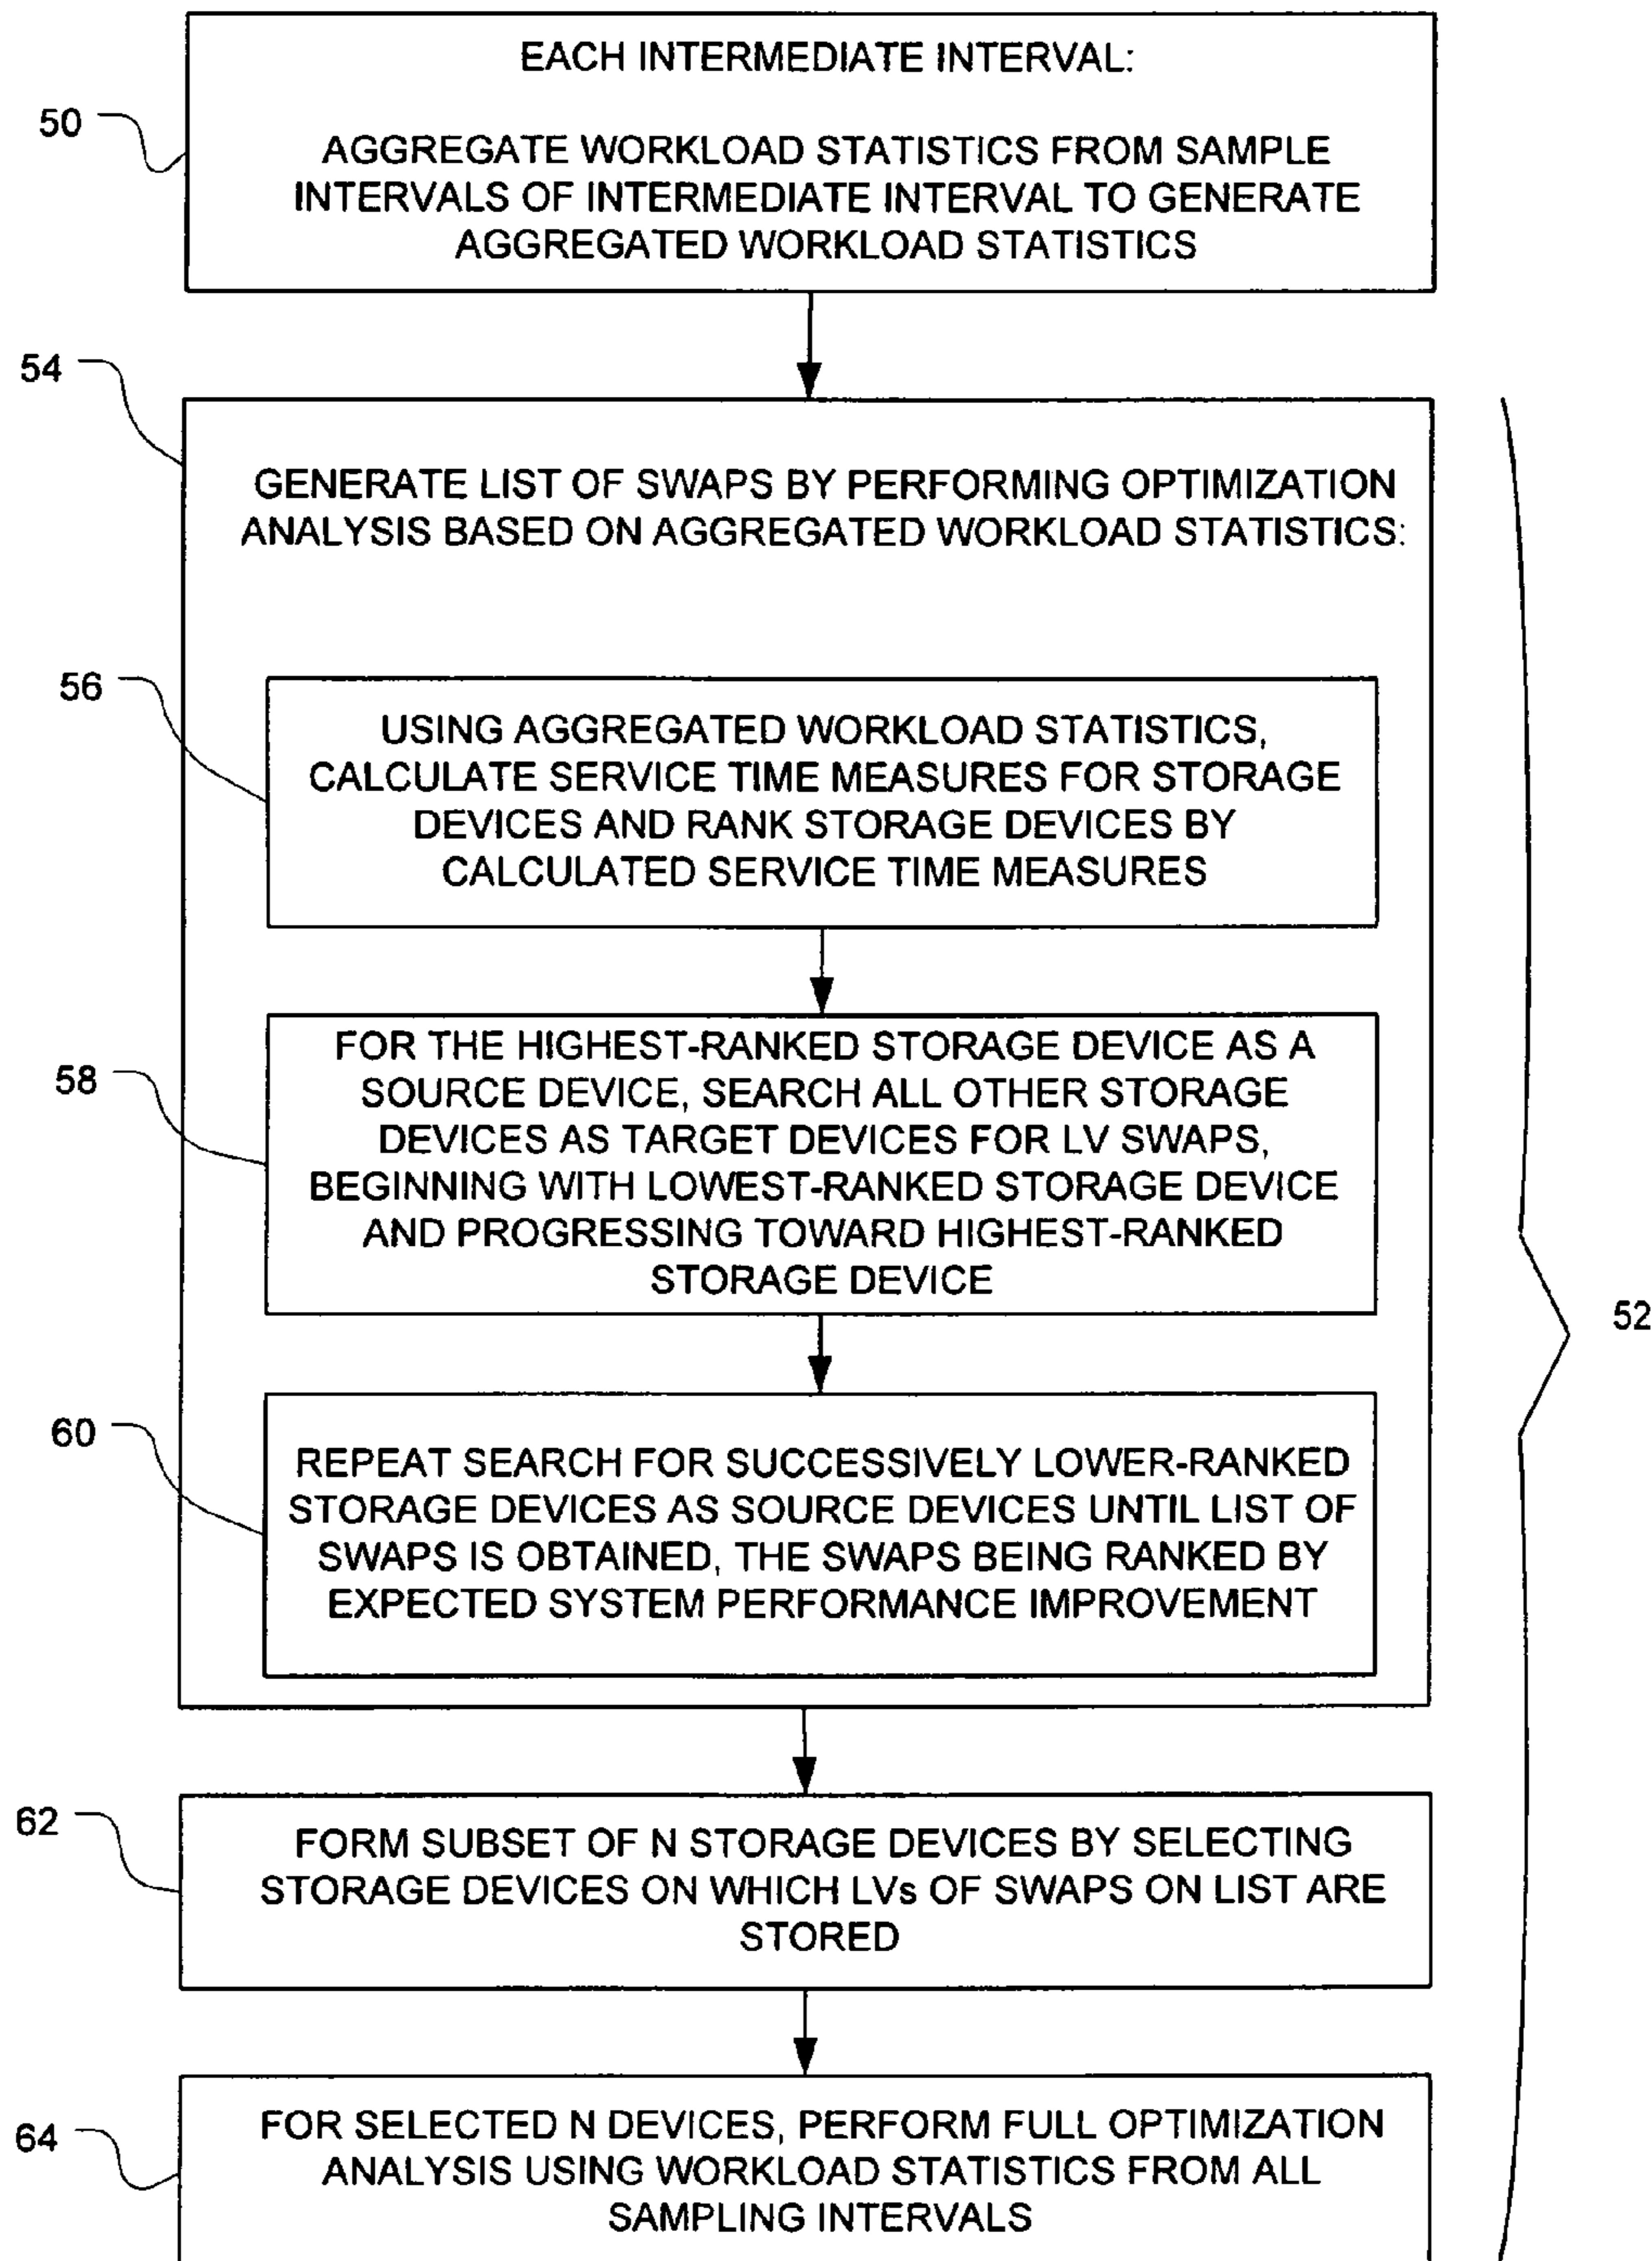 EACH INTERMEDIATE INTERVAL:
50
AGGREGATE WORKLOAD STATISTICS FROM SAMPLE
INTERVALS OF INTERMEDIATE INTERVAL TO GENERATE
AGGREGATED WORKLOAD STATISTICS
54
GENERATE LIST OF SWAPS BY PERFORMING OPTIMIZATION
ANALYSIS BASED ON AGGREGATED WORKLOAD STATISTICS:
56
USING AGGREGATED WORKLOAD STATISTICS,
CALCULATE SERVICE TIME MEASURES FOR STORAGE
DEVICES AND RANK STORAGE DEVICES BY
CALCULATED SERVICE TIME MEASURES
58
FOR THE HIGHEST-RANKED STORAGE DEVICE AS A
SOURCE DEVICE, SEARCH ALL OTHER STORAGE
DEVICES AS TARGET DEVICES FOR LV SWAPS,
BEGINNING WITH LOWEST-RANKED STORAGE DEVICE
AND PROGRESSING TOWARD HIGHEST-RANKED
STORAGE DEVICE
52
60
REPEAT SEARCH FOR SUCCESSIVELY LOWER-RANKED
STORAGE DEVICES AS SOURCE DEVICES UNTIL LIST OF
SWAPS IS OBTAINED, THE SWAPS BEING RANKED BY
EXPECTED SYSTEM PERFORMANCE IMPROVEMENT
62
FORM SUBSET OF N STORAGE DEVICES BY SELECTING
STORAGE DEVICES ON WHICH LVs OF SWAPS ON LIST ARE
STORED
64
FOR SELECTED N DEVICES, PERFORM FULL OPTIMIZATION
ANALYSIS USING WORKLOAD STATISTICS FROM ALL
SAMPLING INTERVALS